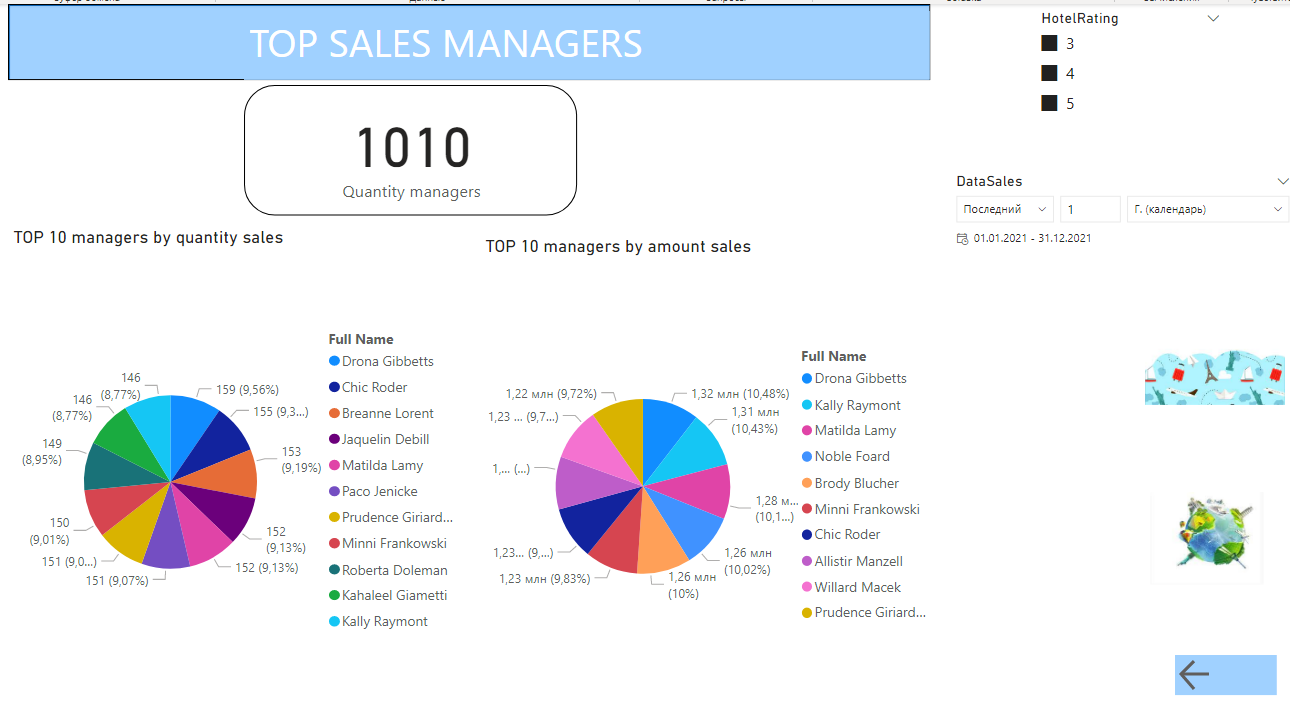 TOP SALES MANAGERS
HotelRating
3
4
5
1010
Quantity managers
DataSales
Последний
1
Г. (календарь)
01.01.2021 - 31.12.2021
TOP 10 managers by quantity sales
159 (9,56%)
155 (9,3...)
153
(9,19%)
152
(9,13%)
152 (9,13%)
151 (9,07%)
151 (9,0...)
150
(9,01%)
149
(8,95%)
146
(8,77%)
146
(8,77%)
Full Name
Drona Gibbetts
Chic Roder
Breanne Lorent
Jaquelin Debill
Matilda Lamy
Paco Jenicke
Prudence Giriard...
Minni Frankowski
Roberta Doleman
Kahaleel Giametti
Kally Raymont
TOP 10 managers by amount sales
1,32 млн (10,48%)
1,31 млн
(10,43%)
1,28 м...
(10,1...)
1,26 млн
(10,02%)
1,26 млн
(10%)
1,23 млн (9,83%)
1,23... (9,...)
1,... (...)
1,23 ... (9,7...)
1,22 млн (9,72%)
Full Name
Drona Gibbetts
Kally Raymont
Matilda Lamy
Noble Foard
Brody Blucher
Minni Frankowski
Chic Roder
Allistir Manzell
Willard Macek
Prudence Giriard...